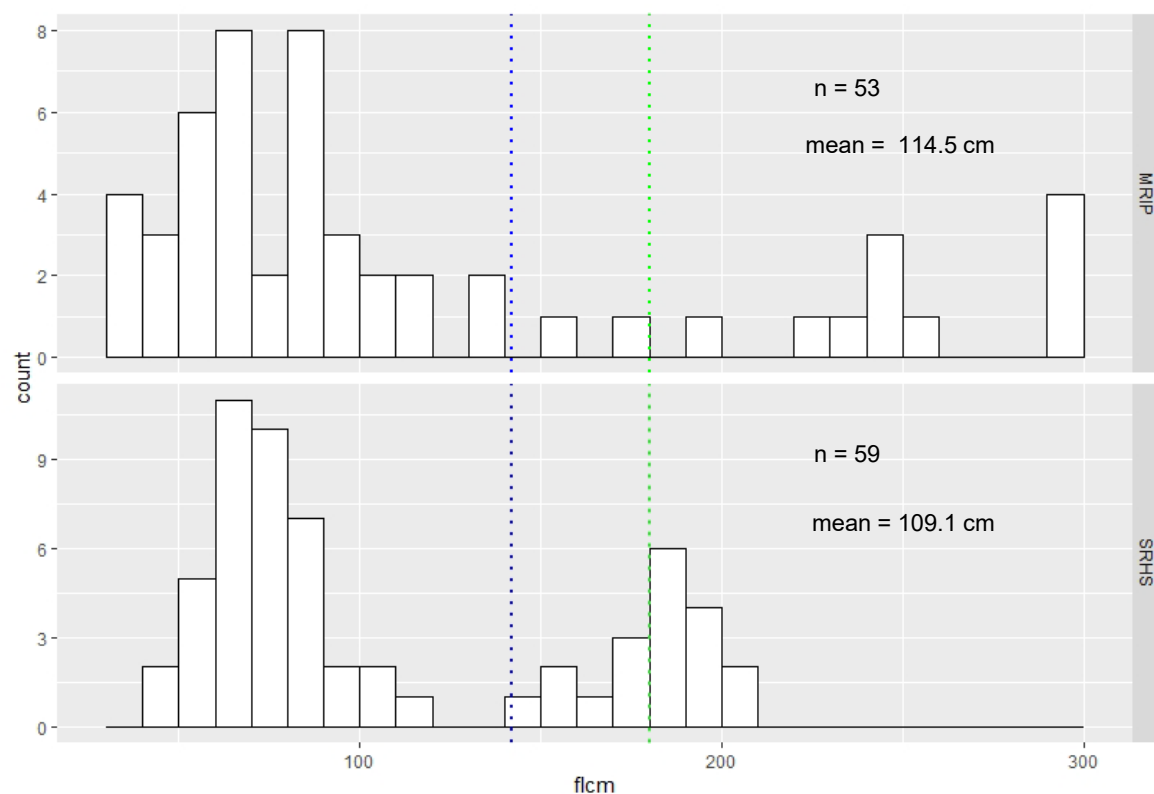 8
6
4
2
0
n = 53
mean = 114.5 cm
MRIP
count
9
6
3
0
n = 59
mean = 109.1 cm
SRHS
100
200
300
flcm